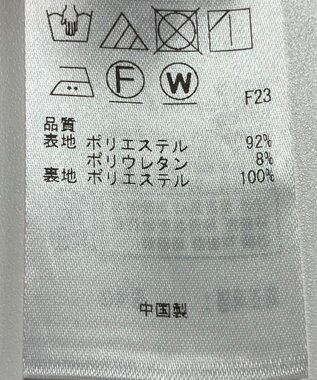 F W
F23
品質
表地 ポリエステル 92%
ポリウレタン 8%
裏地 ポリエステル 100%
中国製